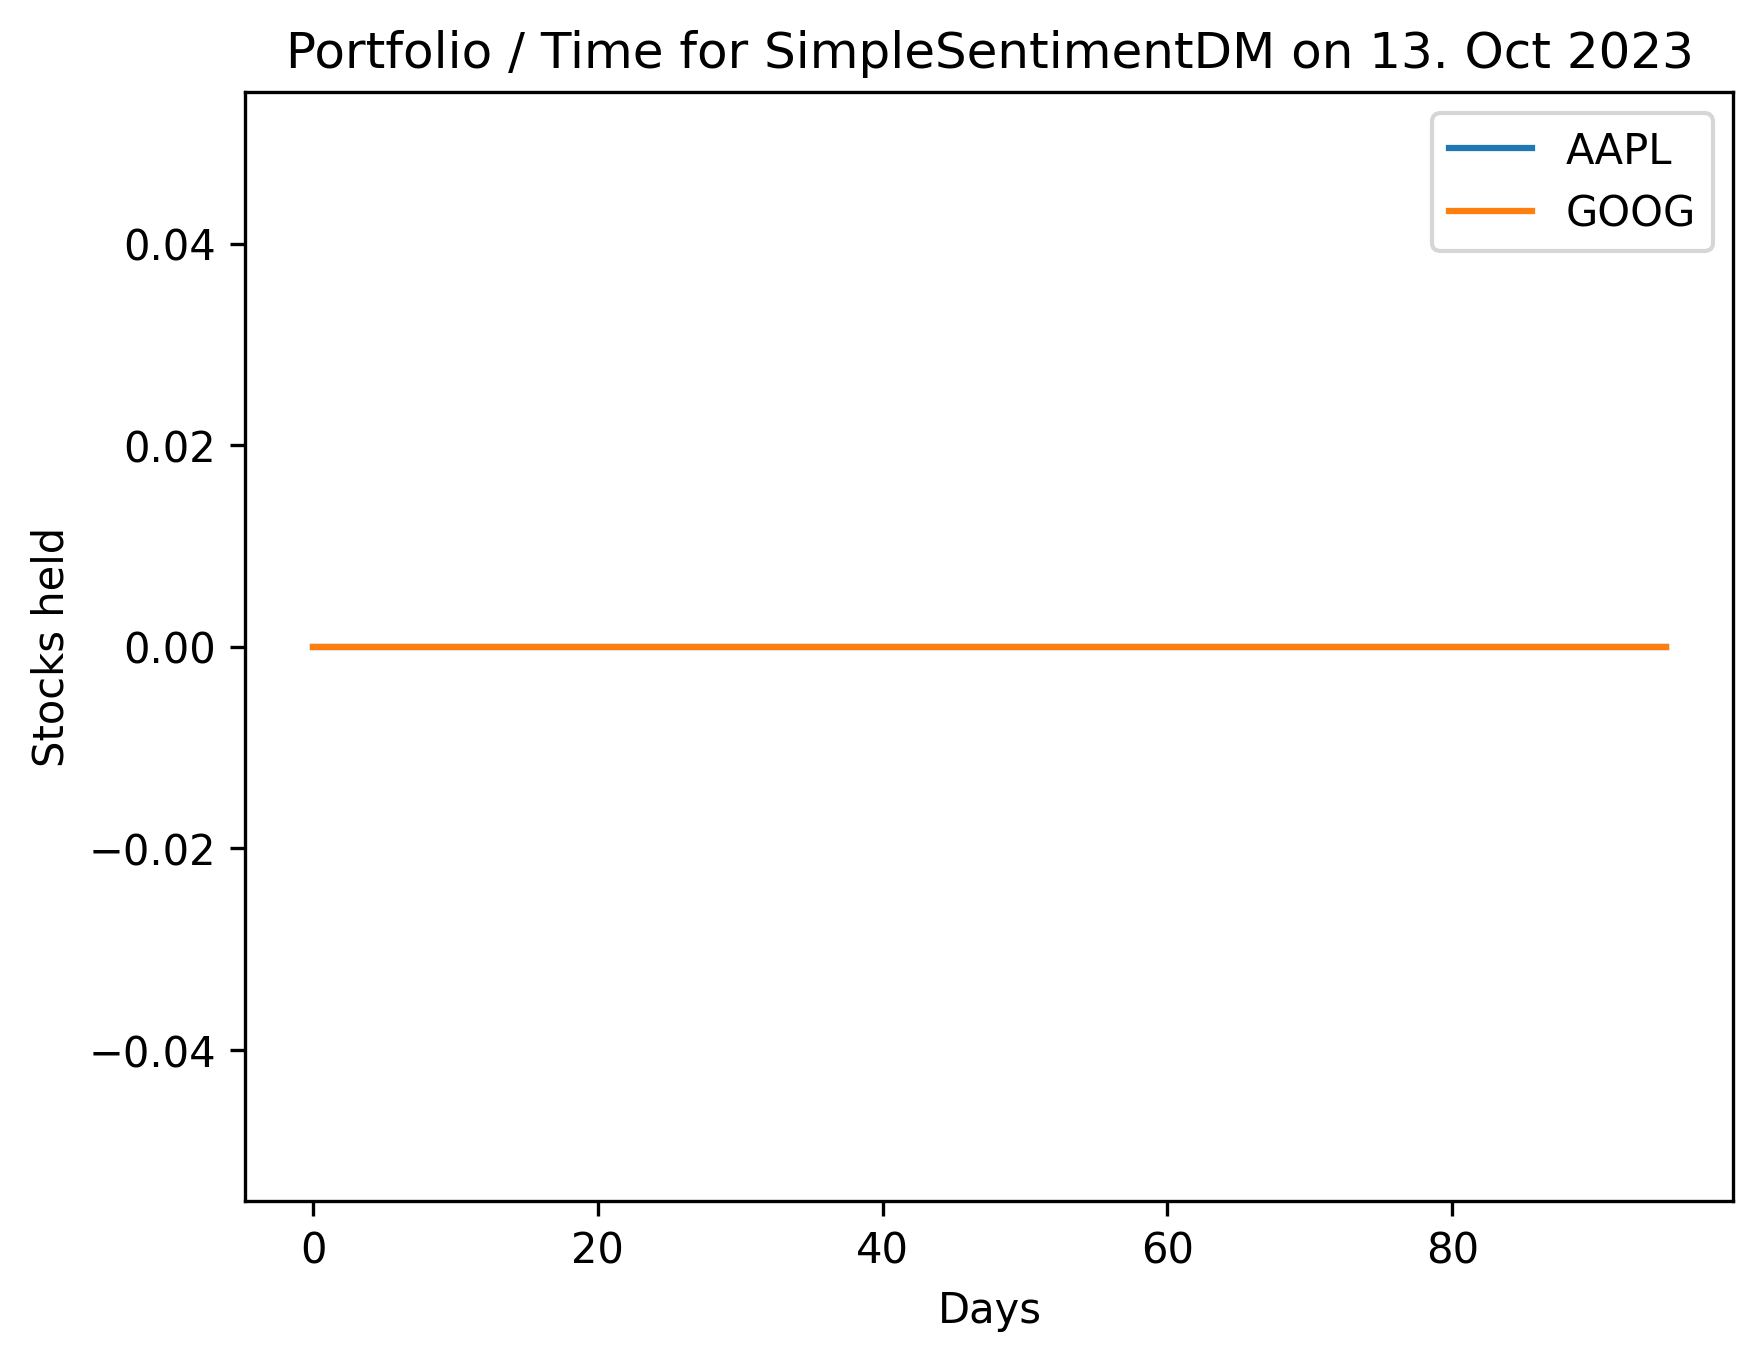 Portfolio / Time for SimpleSentimentDM on 13. Oct 2023
AAPL
GOOG
0.04
0.02
0.00
−0.02
−0.04
Stocks held
0 20 40 60 80
Days